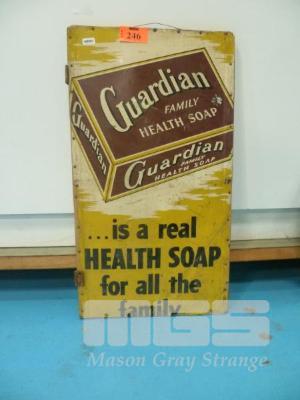 246
Guardian
FAMILY
HEALTH SOAP
Guardian
FAMILY
HEALTH SOAP
...is a real
HEALTH SOAP
for all the
family
MGS
Mason Gray Strange